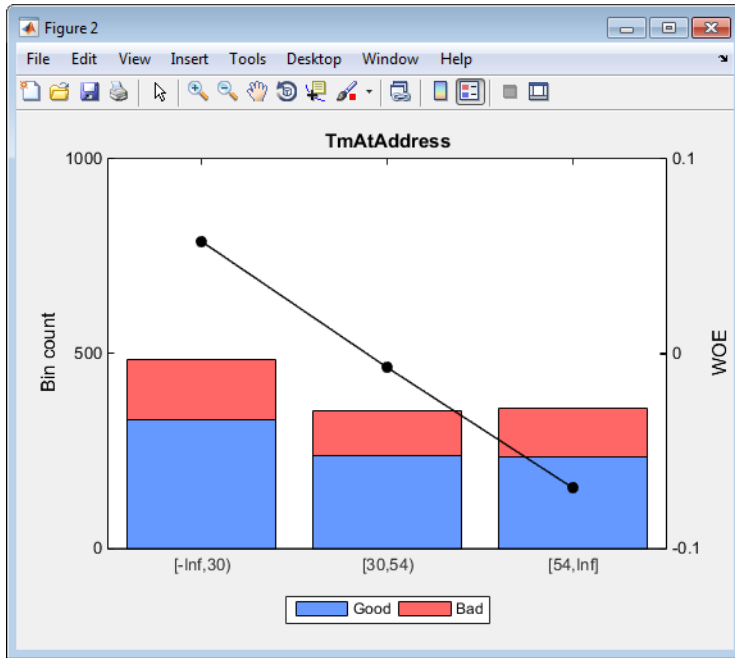 Figure 2
File Edit View Insert Tools Desktop Window Help
TmAtAddress
1000 0.1
Bin count
500 0
WOE
0 -0.1
[-Inf,30) [30,54) [54,Inf]
Good Bad